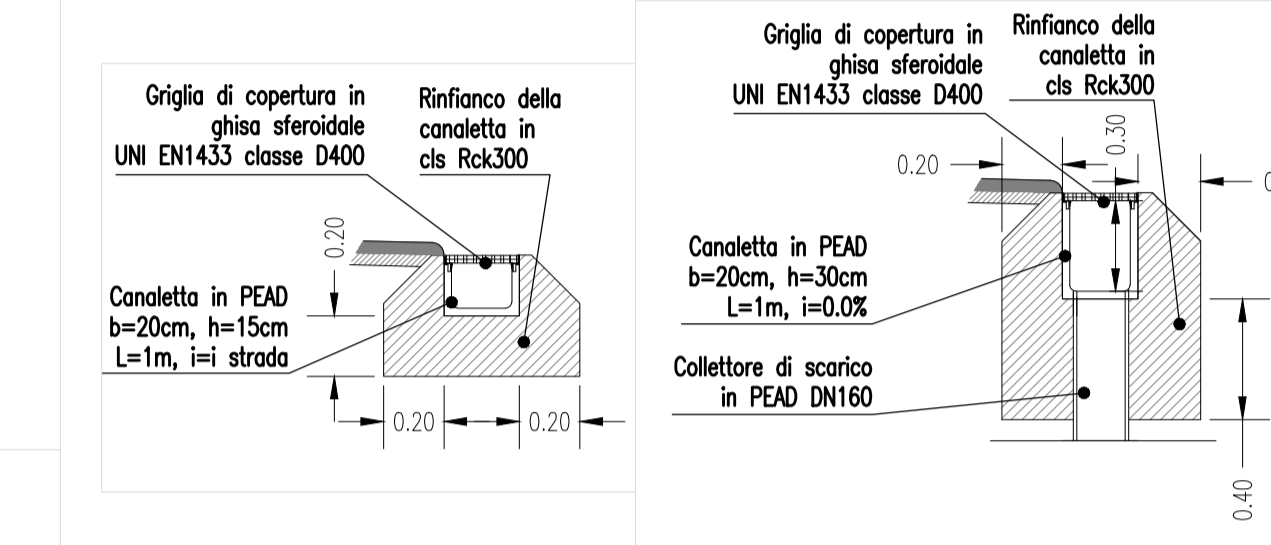 Griglia di copertura in
ghisa sferoidale
UNI EN1433 classe D400
Rinfianco della
canaletta in
cls Rck300
0.20
Canaletta in PEAD
b=20cm, h=15cm
L=1m, i=i strada
0.20
0.20
Griglia di copertura in
ghisa sferoidale
UNI EN1433 classe D400
Rinfianco della
canaletta in
cls Rck300
0.30
0.20
Canaletta in PEAD
b=20cm, h=30cm
L=1m, i=0.0%
Collettore di scarico
in PEAD DN160
0.40